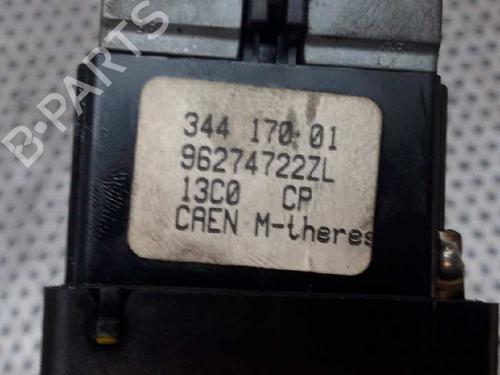 B-PARTS
344 170 01
96274722ZL
13C0 CP
CAEN M-theres